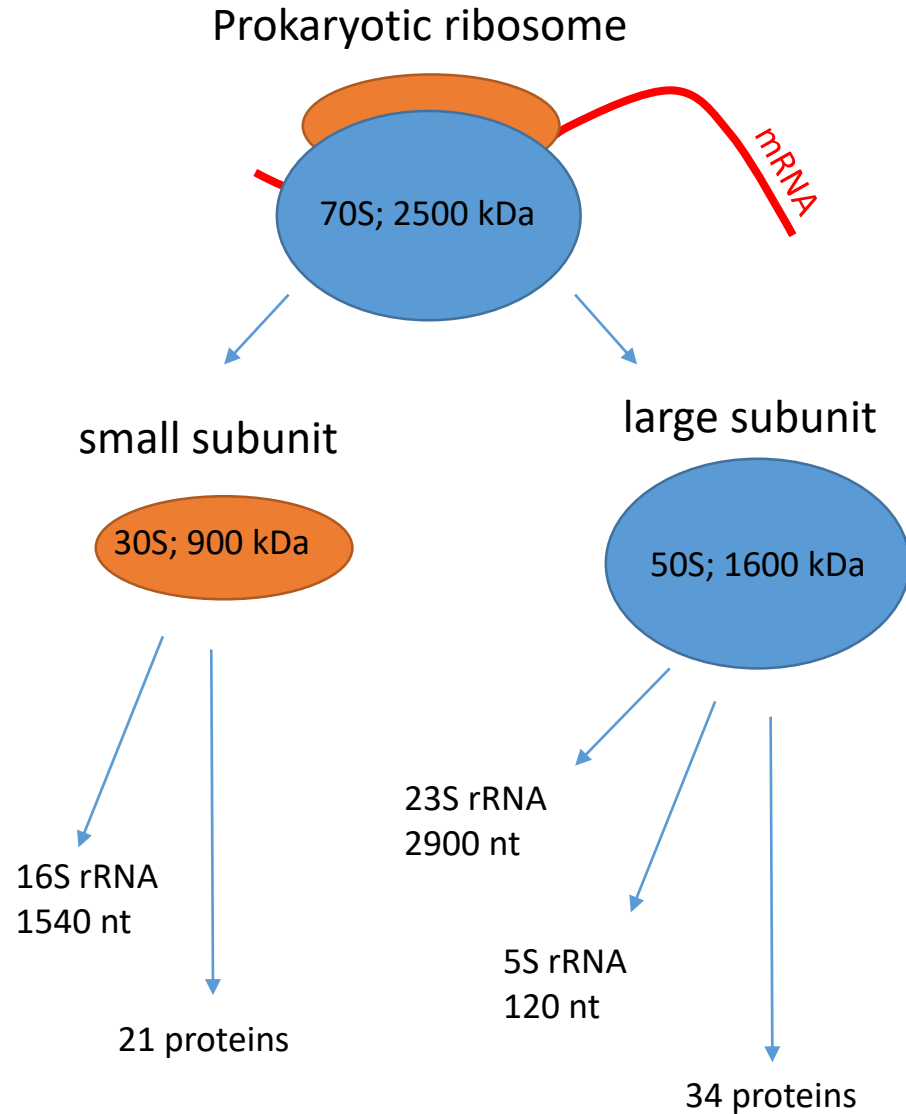 Prokaryotic ribosome
mRNA
70S; 2500 kDa
small subunit
large subunit
30S; 900 kDa
50S; 1600 kDa
16S rRNA
1540 nt
21 proteins
23S rRNA
2900 nt
5S rRNA
120 nt
34 proteins